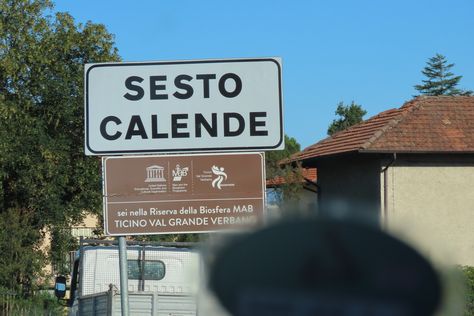 SESTO
CALENDE
sei nella Riserva della Biosfera MAB
TICINO VAL GRANDE VERBANO